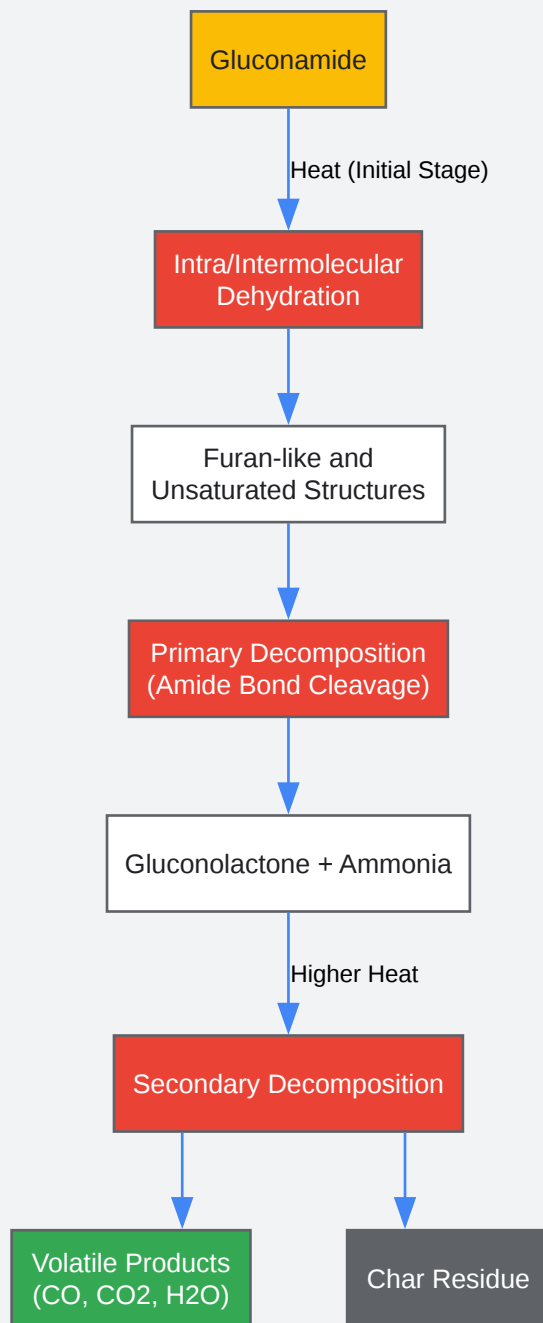 Gluconamide
Heat (Initial Stage)
Intra/Intermolecular
Dehydration
Furan-like and
Unsaturated Structures
Primary Decomposition
(Amide Bond Cleavage)
Gluconolactone + Ammonia
Higher Heat
Secondary Decomposition
Volatile Products
(CO, CO2, H2O)
Char Residue